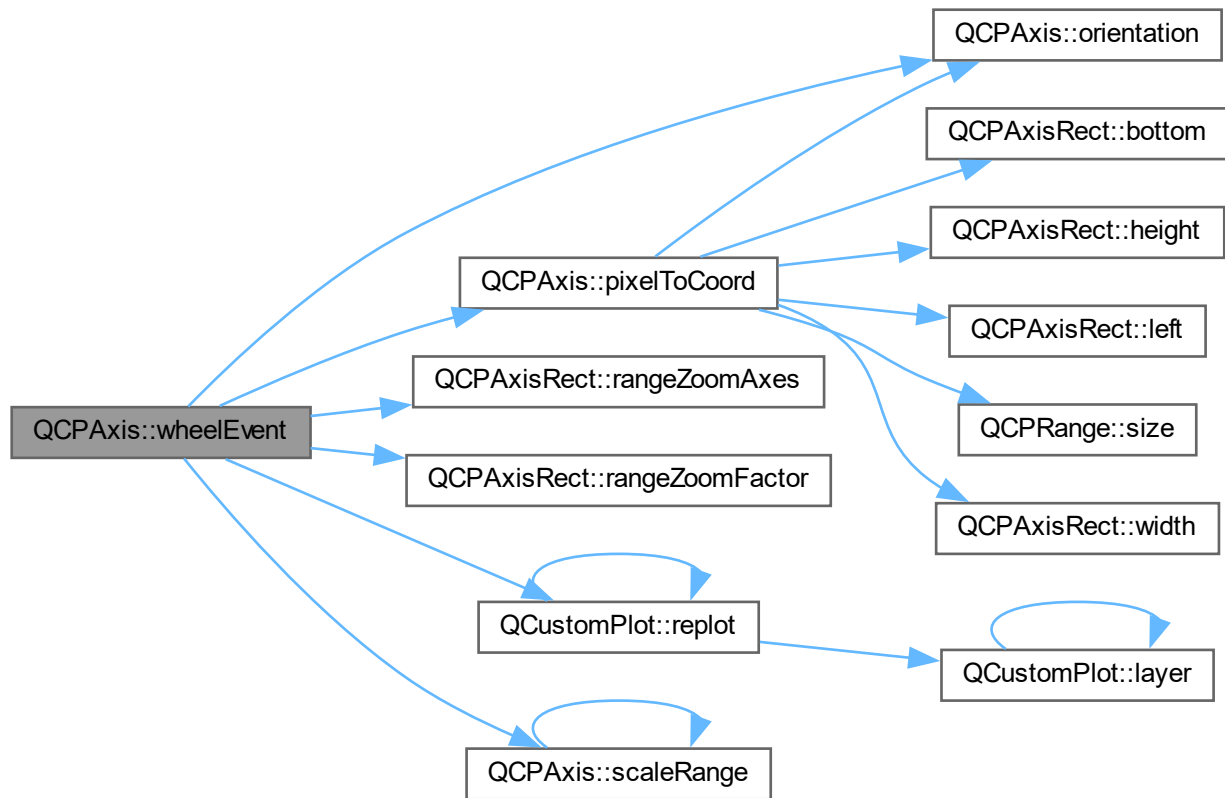 QCPAxis::orientation
QCPAxisRect::bottom
QCPAxisRect::height
QCPAxis::pixelToCoord
QCPAxisRect::left
QCPAxisRect::rangeZoomAxes
QCPRange::size
QCPAxis::wheelEvent
QCPAxisRect::rangeZoomFactor
QCPAxisRect::width
QCustomPlot::replot
QCustomPlot::layer
QCPAxis::scaleRange